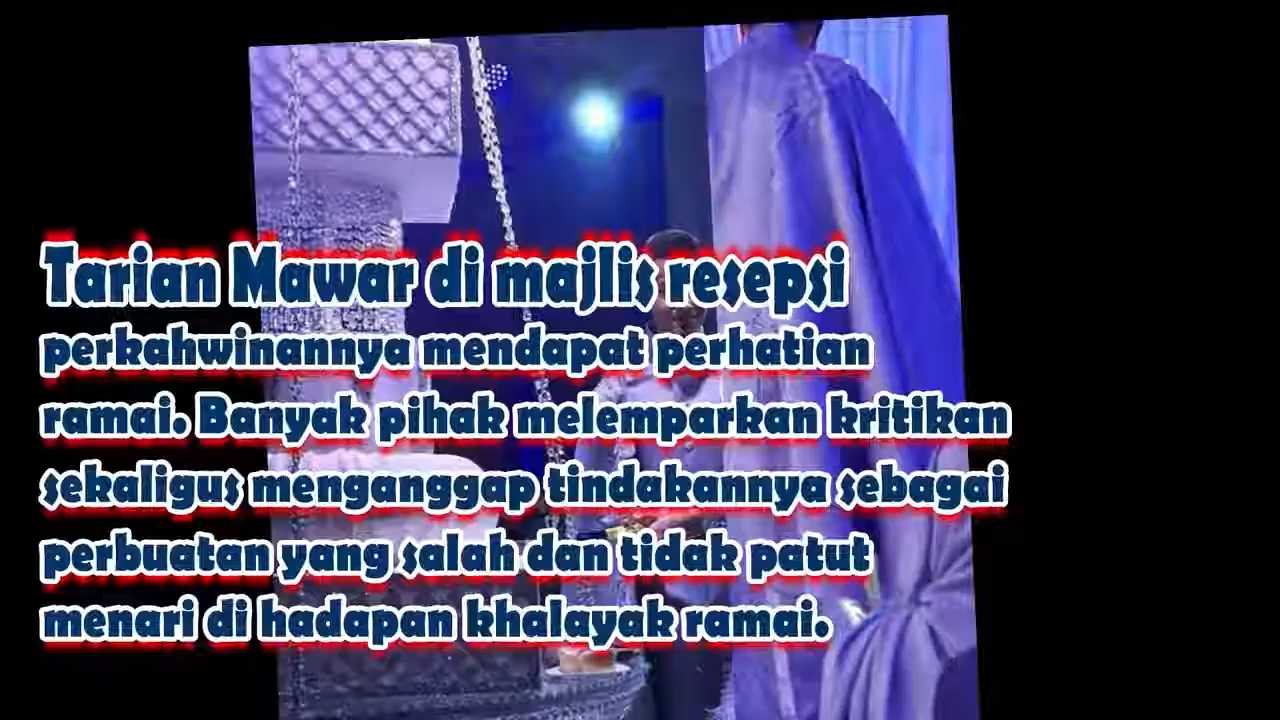 Tarian Mawar di majlis resepsi
perkahwinannya mendapat perhatian
ramai. Banyak pihak melemparkan kritikan
sekaligus menganggap tindakannya sebagai
perbuatan yang salah dan tidak patut
menari di hadapan khalayak ramai.